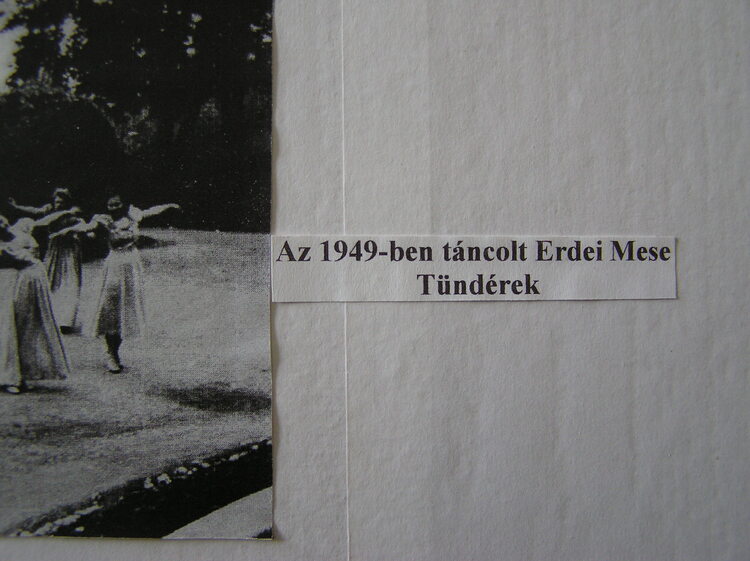 Az 1949-ben táncolt Erdei Mese
Tündérek